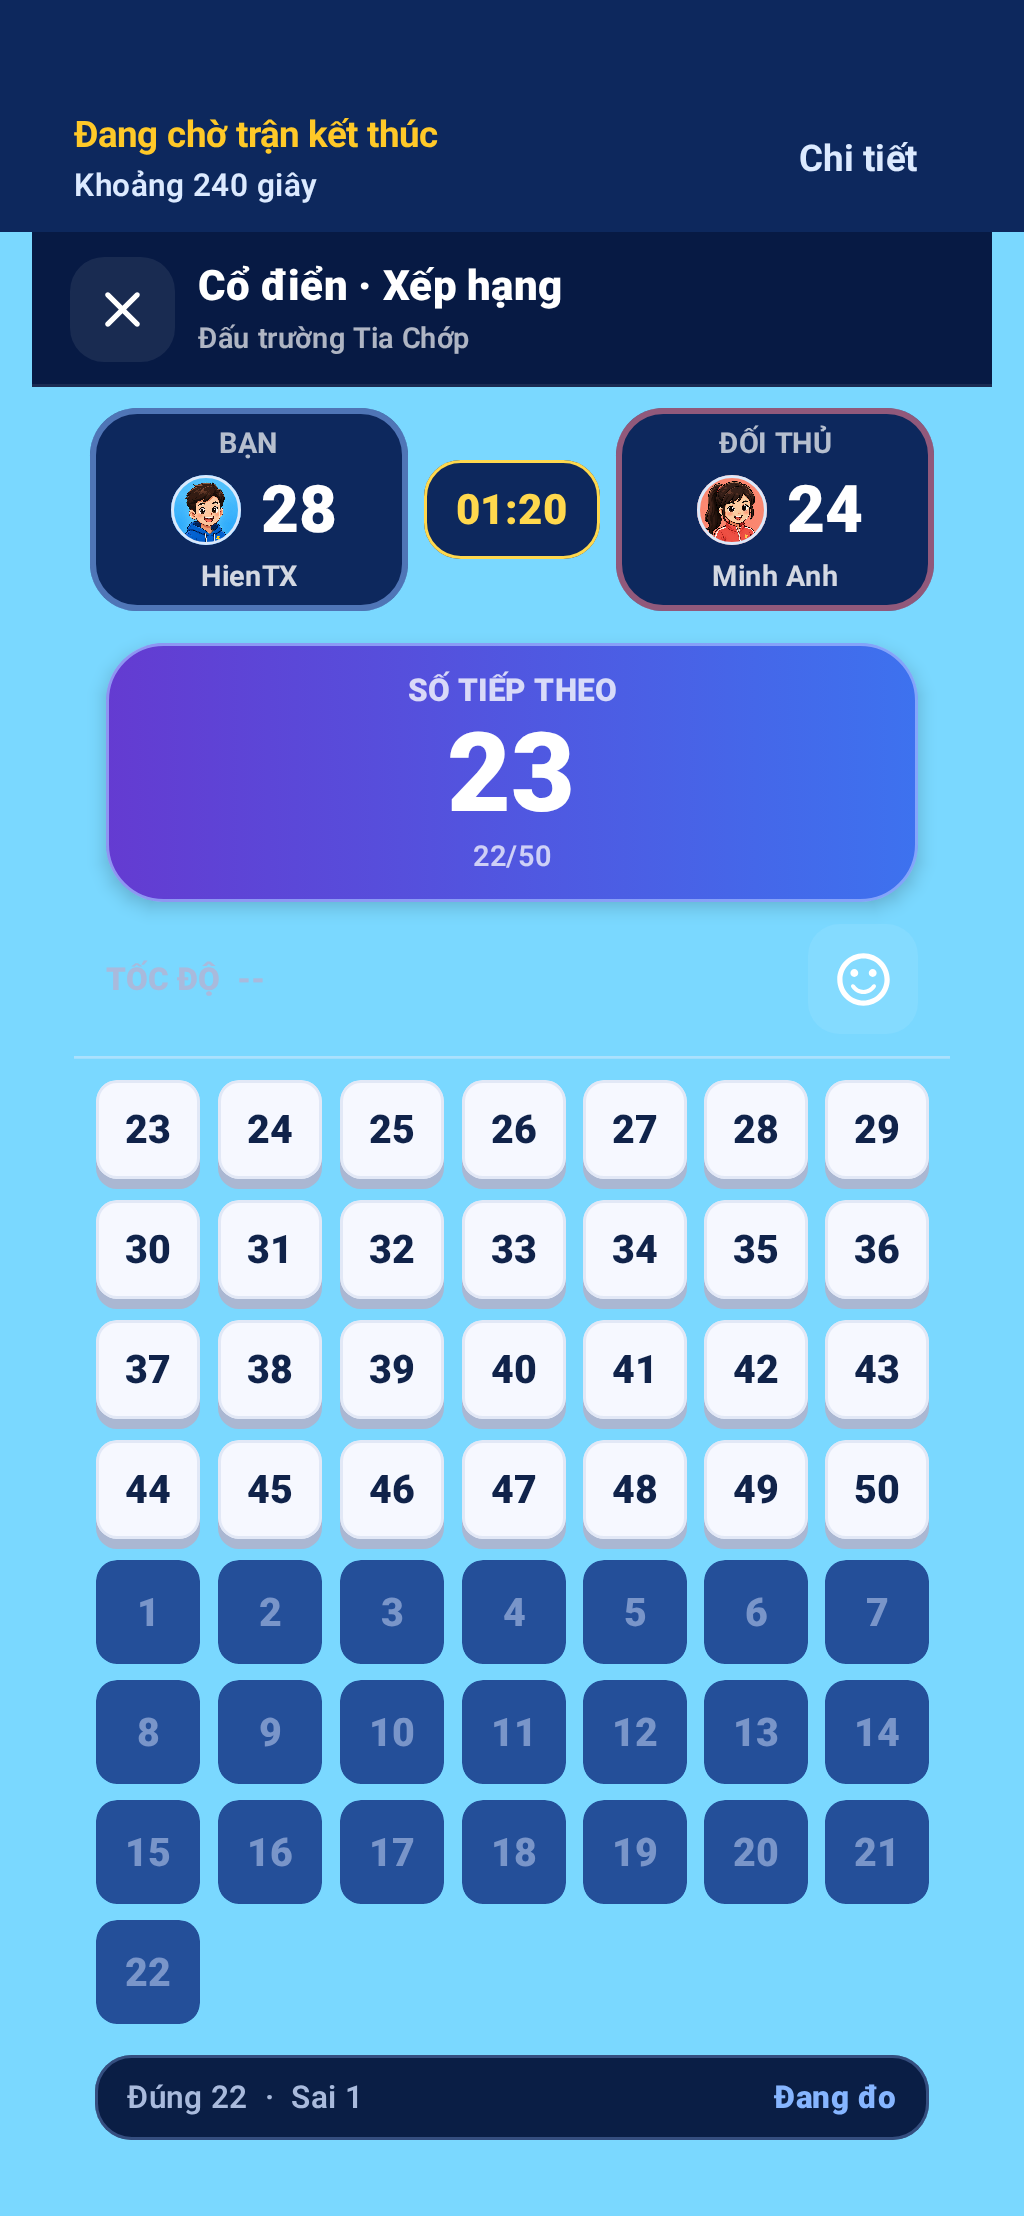 Đang chờ trận kết thúc
Khoảng 240 giây
Chi tiết
Cổ điển · Xếp hạng
Đấu trường Tia Chớp
BẠN
28
HienTX
01:20
ĐỐI THỦ
24
Minh Anh
SỐ TIẾP THEO
23
22/50
TỐC ĐỘ --
23 24 25 26 27 28 29
30 31 32 33 34 35 36
37 38 39 40 41 42 43
44 45 46 47 48 49 50
1 2 3 4 5 6 7
8 9 10 11 12 13 14
15 16 17 18 19 20 21
22
Đúng 22 · Sai 1
Đang đo